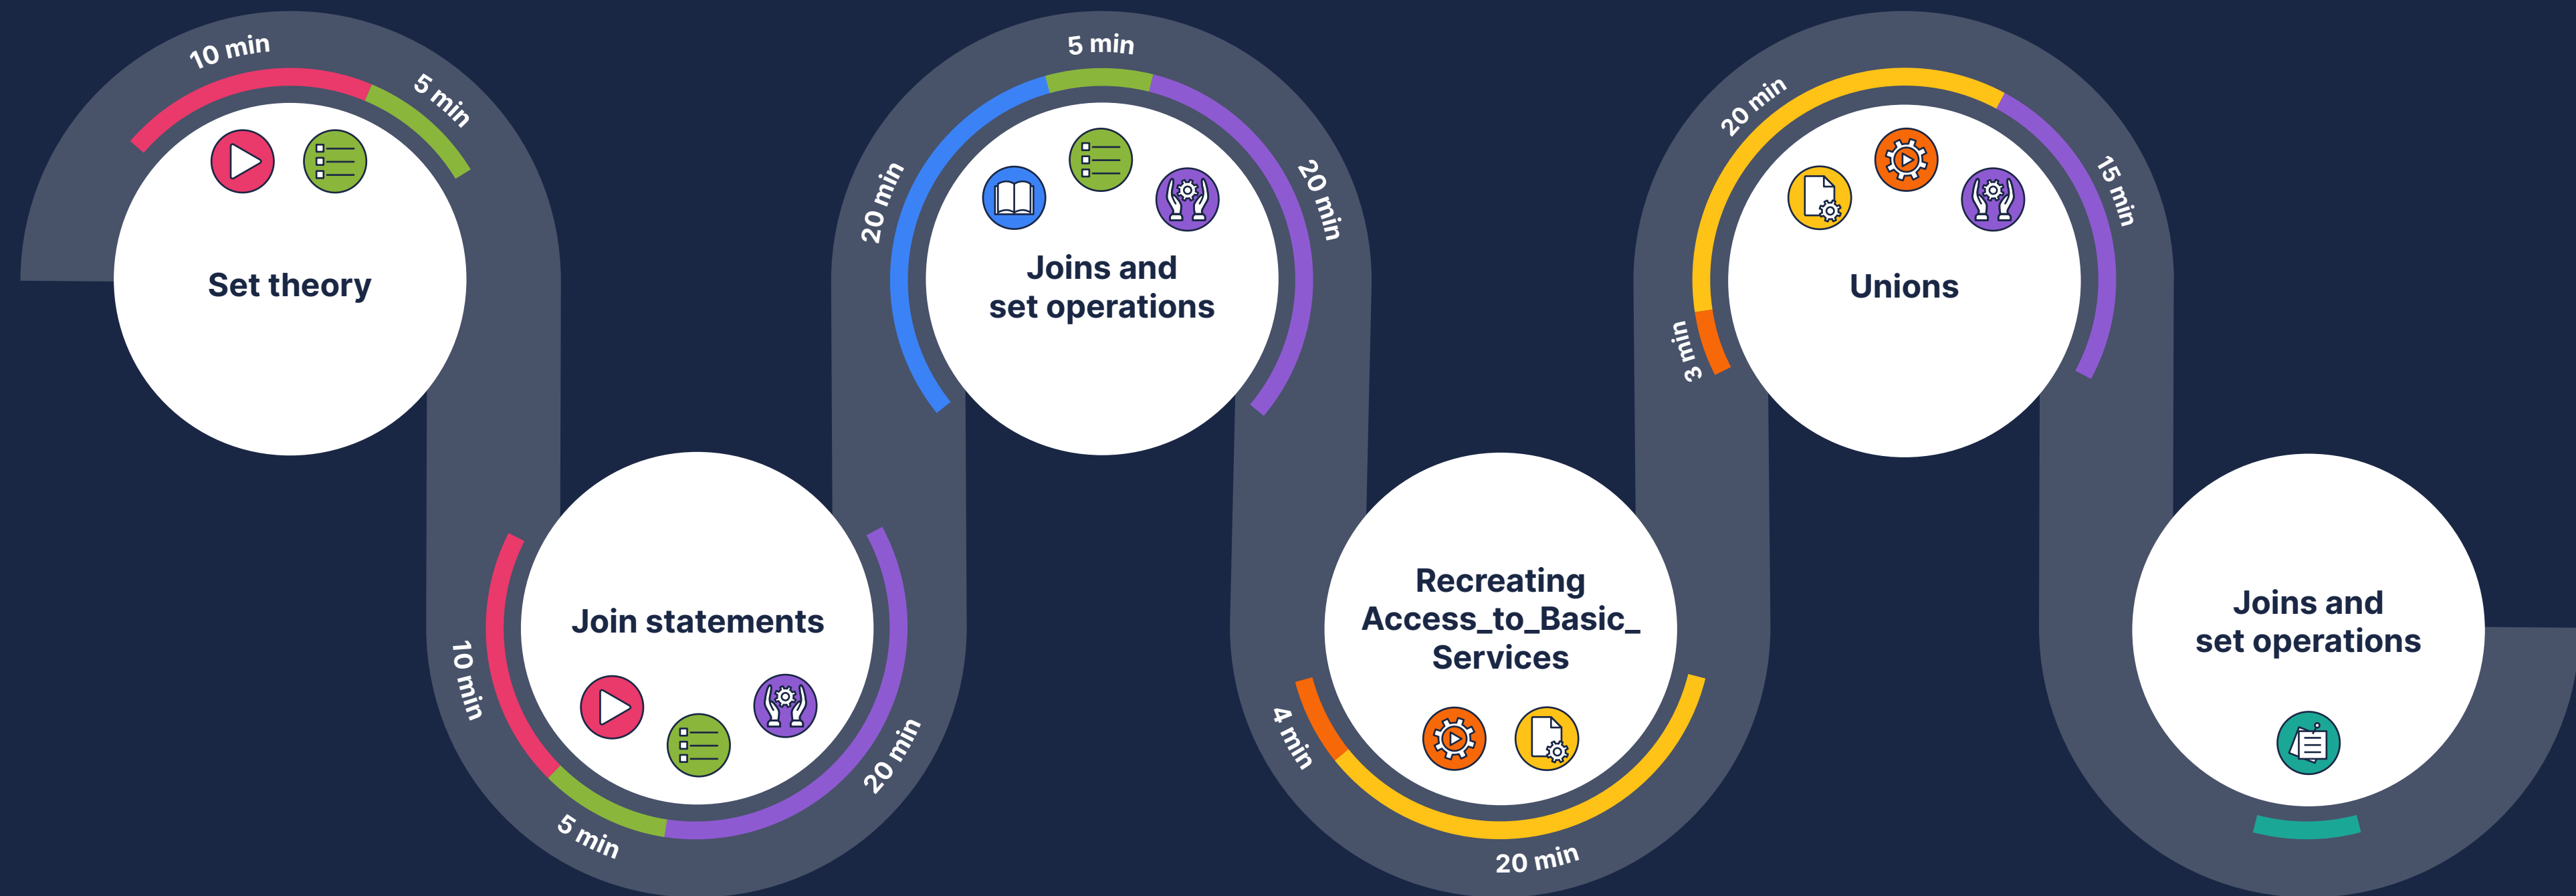 10 min
5 min
Set theory
10 min
5 min
20 min
Join statements
20 min
5 min
20 min
Joins and
set operations
4 min
20 min
Recreating
Access_to_Basic_
Services
3 min
20 min
15 min
Unions
Joins and
set operations